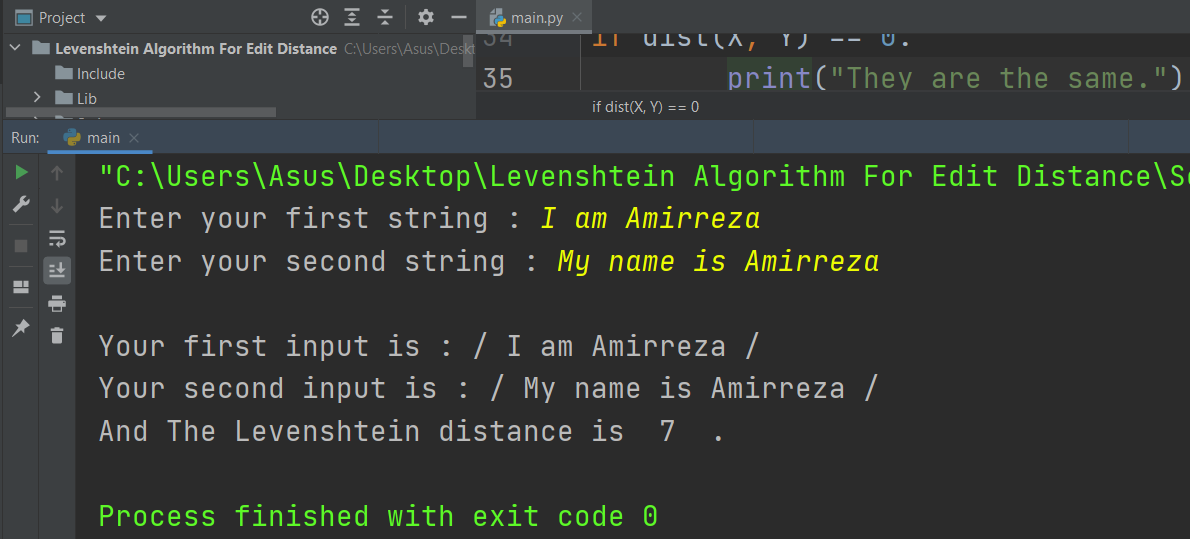 Project
main.py
Levenshtein Algorithm For Edit Distance C:\Users\Asus\Deskt
Include
Lib
34 if dist(X, Y) == 0:
35 print("They are the same.")
if dist(X, Y) == 0
Run: main
"C:\Users\Asus\Desktop\Levenshtein Algorithm For Edit Distance\Sc
Enter your first string : I am Amirreza
Enter your second string : My name is Amirreza
Your first input is : / I am Amirreza /
Your second input is : / My name is Amirreza /
And The Levenshtein distance is  7  .
Process finished with exit code 0